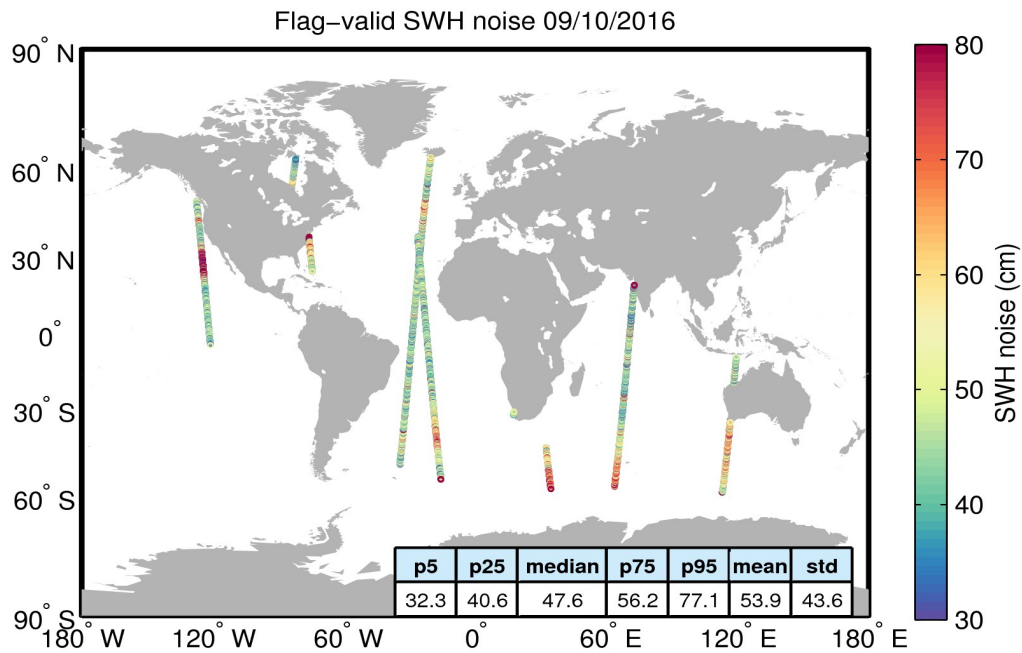 Flag−valid SWH noise 09/10/2016
90° N
60° N
30° N
0°
30° S
60° S
90° S
180° W
120° W
60° W
0°
60° E
120° E
180° E
p5 p25 median p75 p95 mean std
32.3 40.6 47.6 56.2 77.1 53.9 43.6
80
70
60
50
40
30
SWH noise (cm)